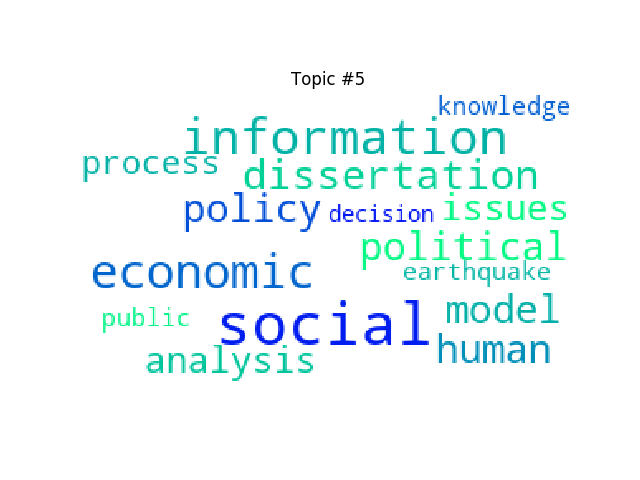 Topic #5
knowledge
information
process
dissertation
policy
decision
issues
political
economic
earthquake
public
social
model
analysis
human